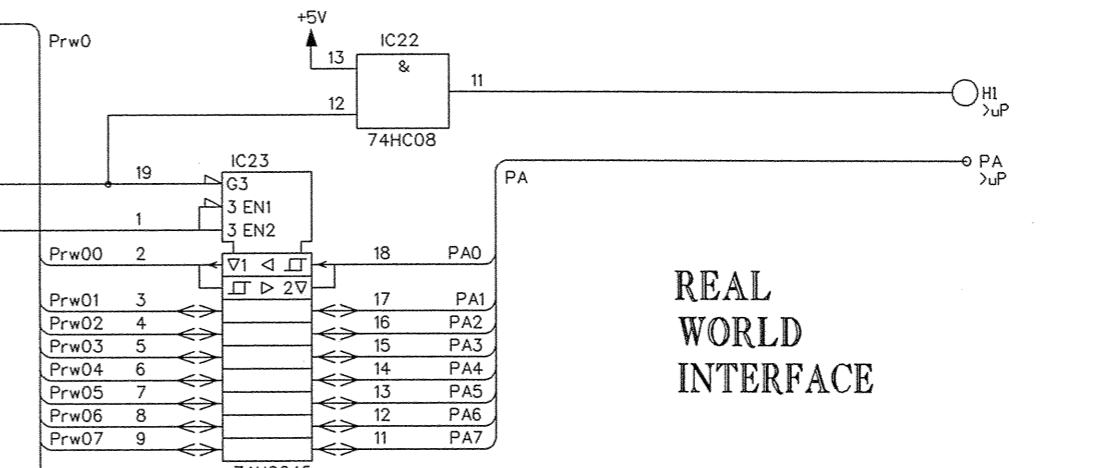 +5V
Prw0
IC22
13
&
11
H1
>uP
12
74HC08
IC23
19
G3
PA
PA
>uP
3 EN1
1
3 EN2
Prw00 2
▽1 ◁
18 PA0
▷ 2▽
Prw01 3
17 PA1
Prw02 4
16 PA2
Prw03 5
15 PA3
Prw04 6
14 PA4
Prw05 7
13 PA5
Prw06 8
12 PA6
Prw07 9
11 PA7
REAL
WORLD
INTERFACE